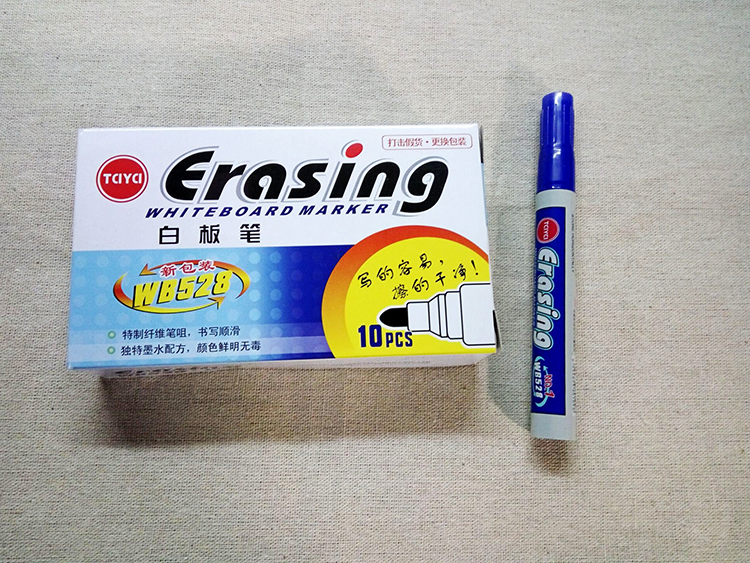 打击假货·更换包装
TaYa
Erasing
WHITEBOARD MARKER
白板笔
新包装
WB528
写的容易,
擦的干净!
特制纤维笔咀，书写顺滑
独特墨水配方，颜色鲜明无毒
10PCS
TAYA
Erasing
WB528